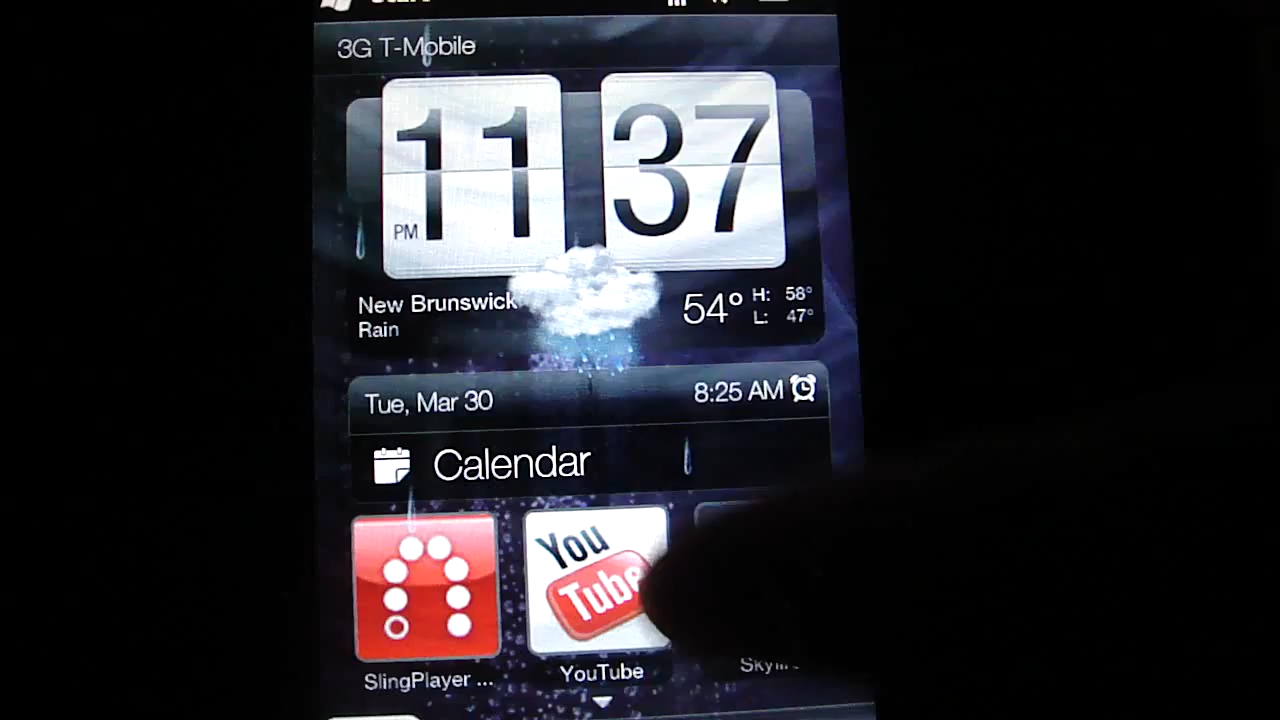 Start
3G T-Mobile
11 37
PM
New Brunswick
Rain
54° H: 58°
L: 47°
Tue, Mar 30 8:25 AM
Calendar
You
Tube
SlingPlayer ... YouTube